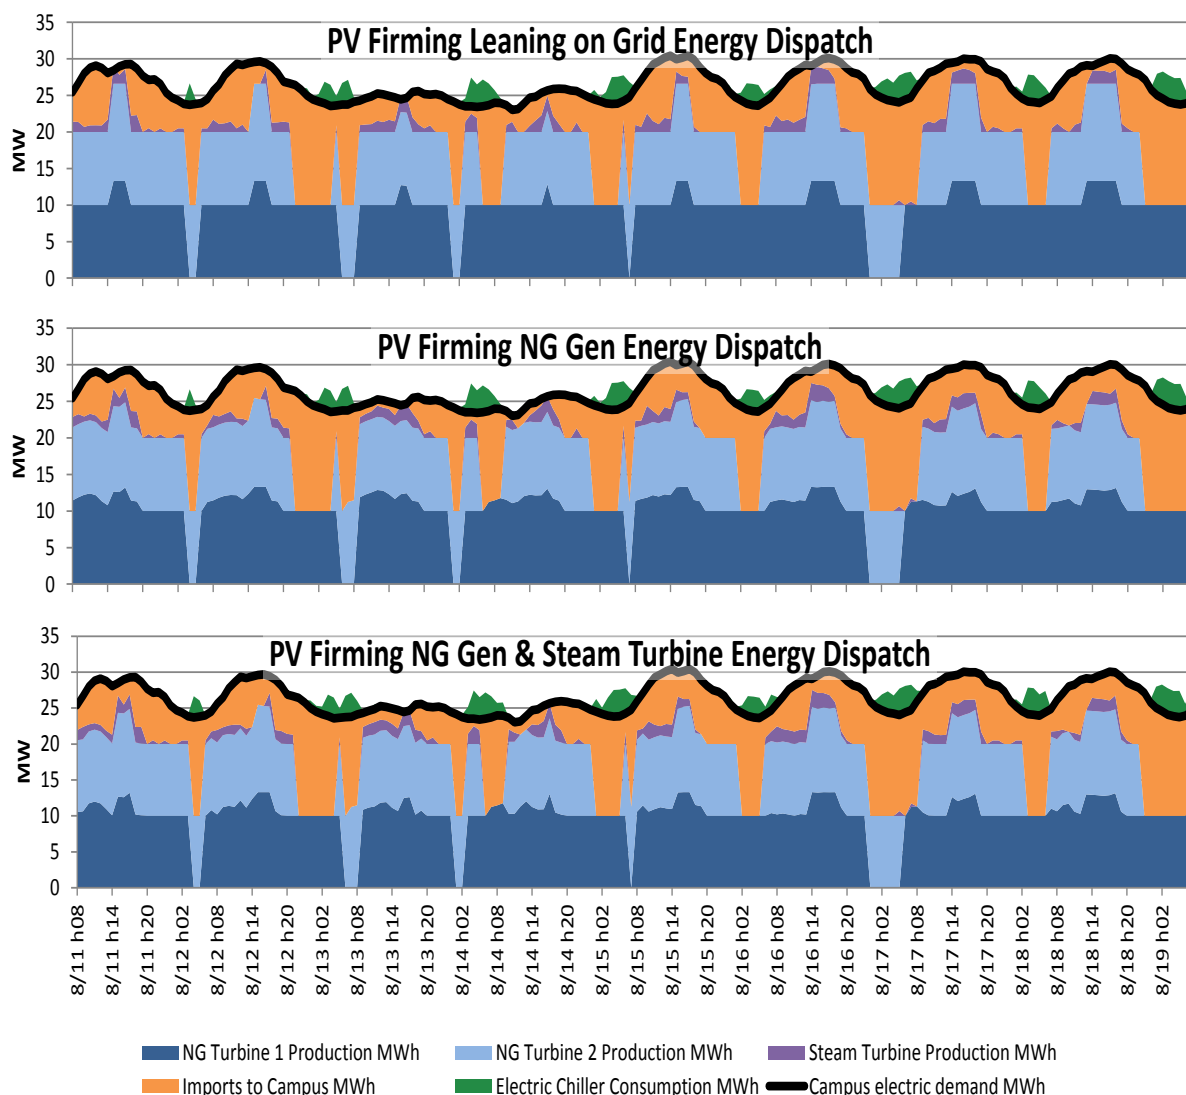 PV Firming Leaning on Grid Energy Dispatch
35
30
25
20
15
10
5
0
MW
PV Firming NG Gen Energy Dispatch
35
30
25
20
15
10
5
0
MW
PV Firming NG Gen & Steam Turbine Energy Dispatch
35
30
25
20
15
10
5
0
MW
8/11 h08
8/11 h14
8/11 h20
8/12 h02
8/12 h08
8/12 h14
8/12 h20
8/13 h02
8/13 h08
8/13 h14
8/13 h20
8/14 h02
8/14 h08
8/14 h14
8/14 h20
8/15 h02
8/15 h08
8/15 h14
8/15 h20
8/16 h02
8/16 h08
8/16 h14
8/16 h20
8/17 h02
8/17 h08
8/17 h14
8/17 h20
8/18 h02
8/18 h08
8/18 h14
8/18 h20
8/19 h02
NG Turbine 1 Production MWh
NG Turbine 2 Production MWh
Steam Turbine Production MWh
Imports to Campus MWh
Electric Chiller Consumption MWh
Campus electric demand MWh